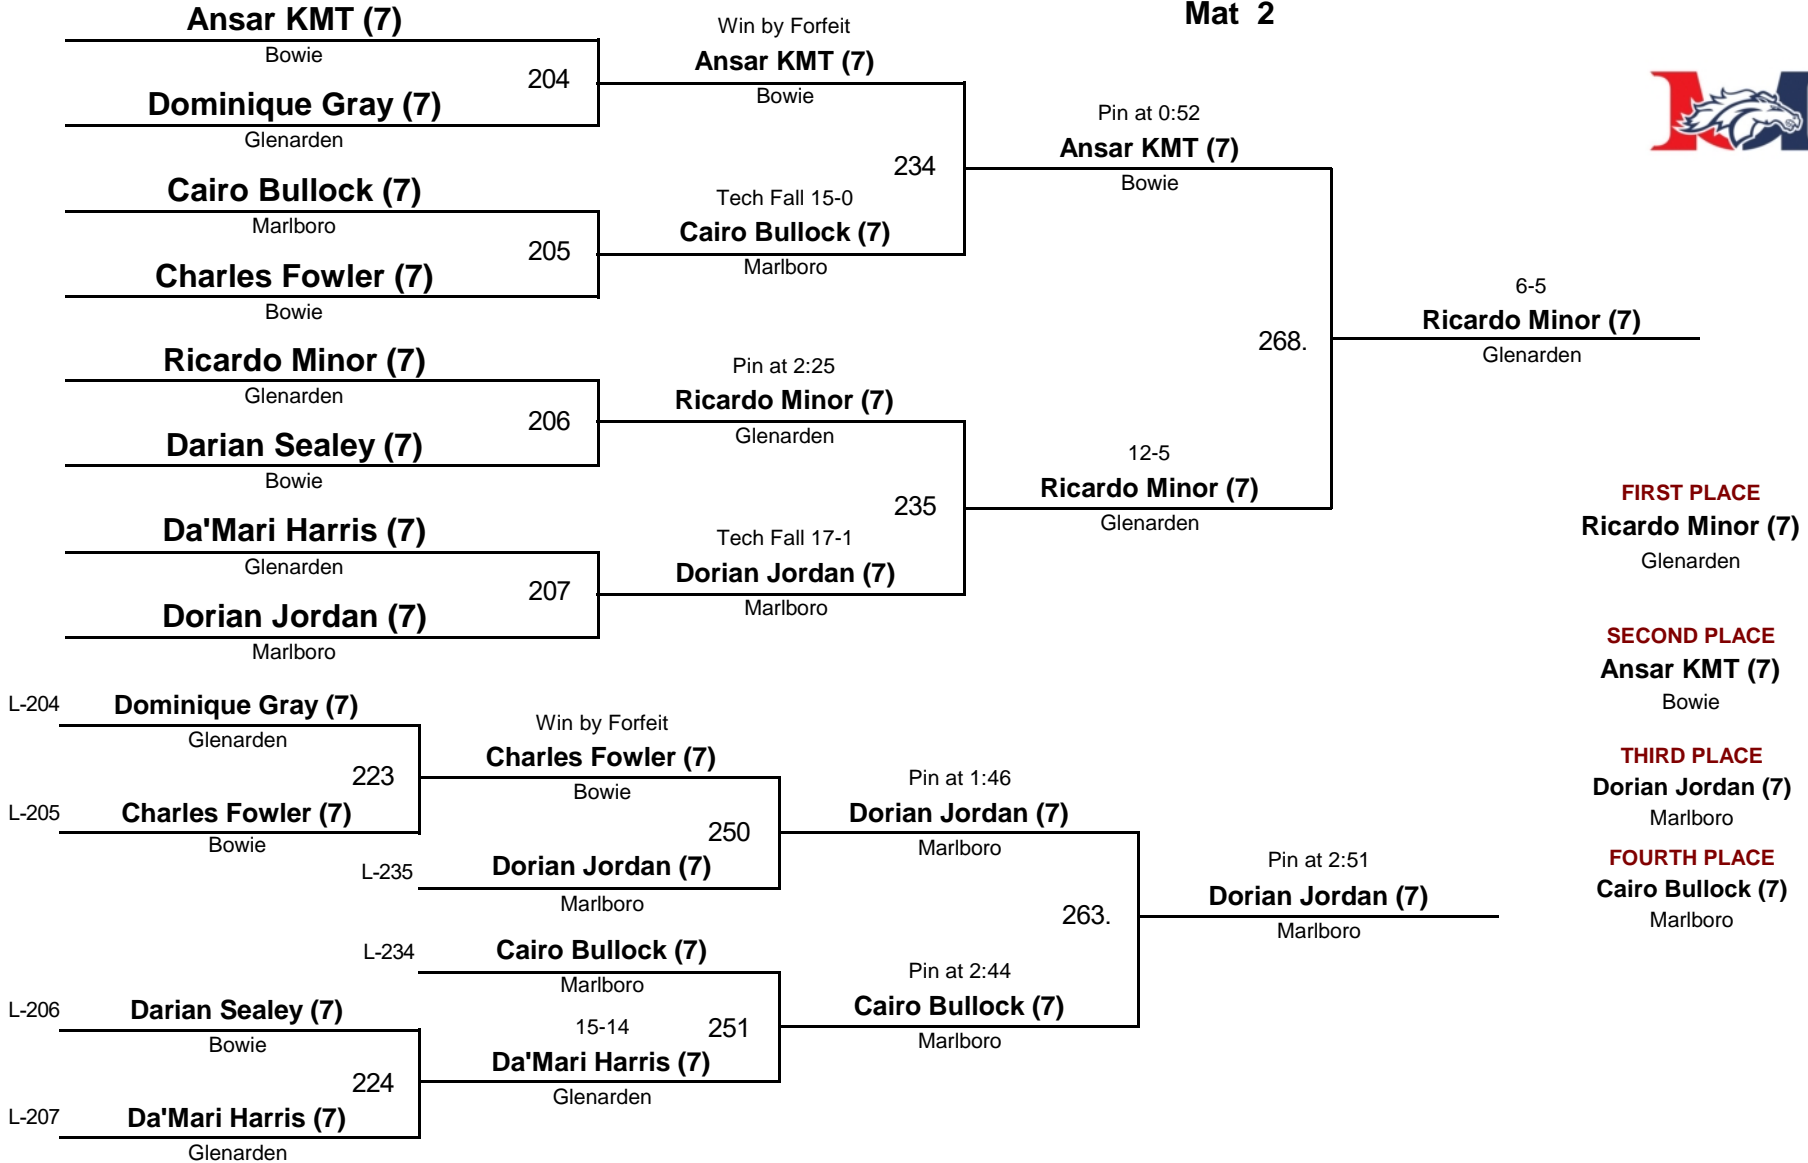 Mat 2
Ansar KMT (7)
Bowie
204
Dominique Gray (7)
Glenarden
Cairo Bullock (7)
Marlboro
205
Charles Fowler (7)
Bowie
Ricardo Minor (7)
Glenarden
206
Darian Sealey (7)
Bowie
Da'Mari Harris (7)
Glenarden
207
Dorian Jordan (7)
Marlboro
Win by Forfeit
Ansar KMT (7)
Bowie
234
Tech Fall 15-0
Cairo Bullock (7)
Marlboro
Pin at 2:25
Ricardo Minor (7)
Glenarden
235
Tech Fall 17-1
Dorian Jordan (7)
Marlboro
Pin at 0:52
Ansar KMT (7)
Bowie
268.
12-5
Ricardo Minor (7)
Glenarden
6-5
Ricardo Minor (7)
Glenarden
FIRST PLACE
Ricardo Minor (7)
Glenarden
SECOND PLACE
Ansar KMT (7)
Bowie
THIRD PLACE
Dorian Jordan (7)
Marlboro
FOURTH PLACE
Cairo Bullock (7)
Marlboro
L-204
Dominique Gray (7)
Glenarden
223
L-205
Charles Fowler (7)
Bowie
L-206
Darian Sealey (7)
Bowie
224
L-207
Da'Mari Harris (7)
Glenarden
Win by Forfeit
Charles Fowler (7)
Bowie
250
L-235
Dorian Jordan (7)
Marlboro
L-234
Cairo Bullock (7)
Marlboro
15-14
251
Da'Mari Harris (7)
Glenarden
Pin at 1:46
Dorian Jordan (7)
Marlboro
263.
Pin at 2:44
Cairo Bullock (7)
Marlboro
Pin at 2:51
Dorian Jordan (7)
Marlboro